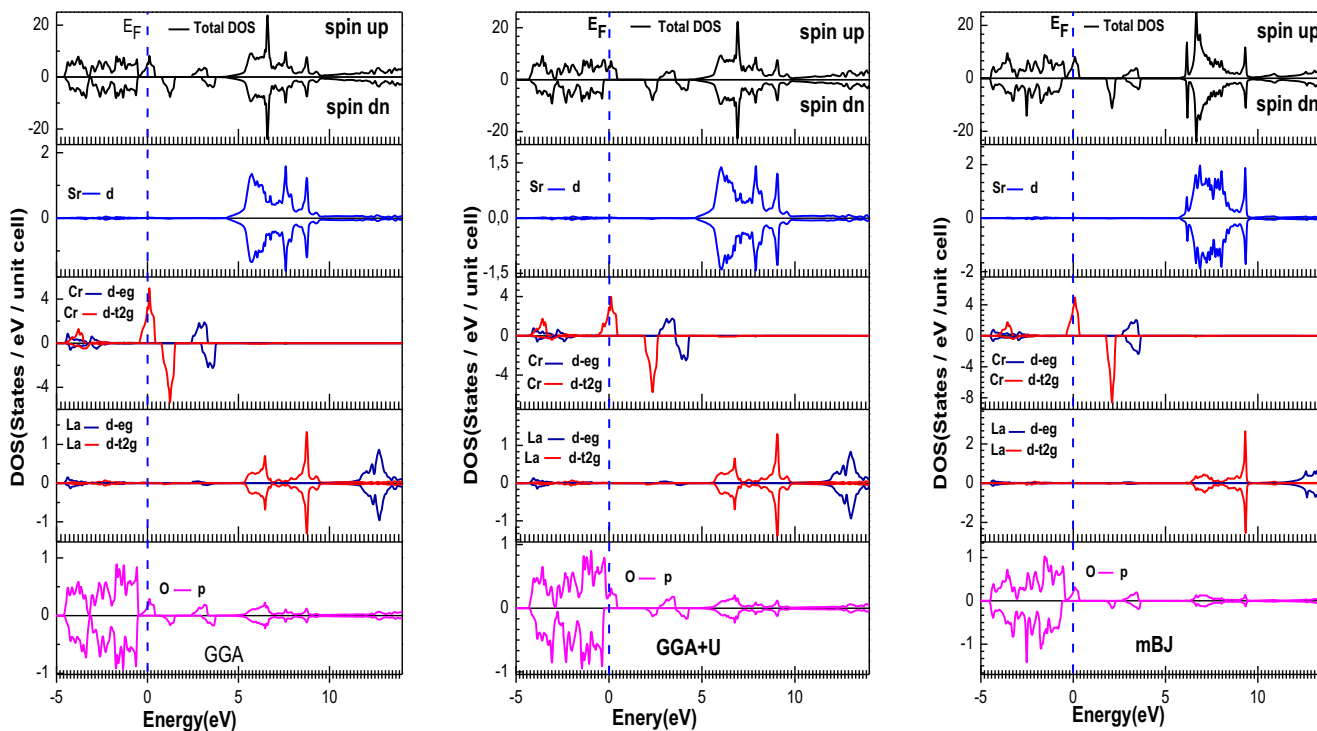 E_F — Total DOS spin up
20
0
20
spin dn
2
Sr — d
0
Cr — d-eg
Cr — d-t2g
4
0
-4
La — d-eg
La — d-t2g
1
0
-1
1
O — p
0
GGA
-1
-5 0 5 10
Energy(eV)
DOS(States / eV / unit cell)
E_F — Total DOS spin up
20
0
-20
spin dn
1,5
Sr — d
0,0
-1,5
4
0
Cr — d-eg
Cr — d-t2g
-4
La — d-eg
La — d-t2g
1
0
-1
1
O — p
0
GGA+U
-1
-5 0 5 10
Enery(eV)
DOS(States / eV / unit cell)
E_F — Total DOS
spin up
20
0
spin dn
-20
2
Sr — d
0
-2
4
0
Cr — d-eg
Cr — d-t2g
-4
-8
La — d-eg
La — d-t2g
2
0
-2
1
O — p
0
mBJ
-1
-5 0 5 10
Energy(eV)
DOS(States / eV /unit cell)